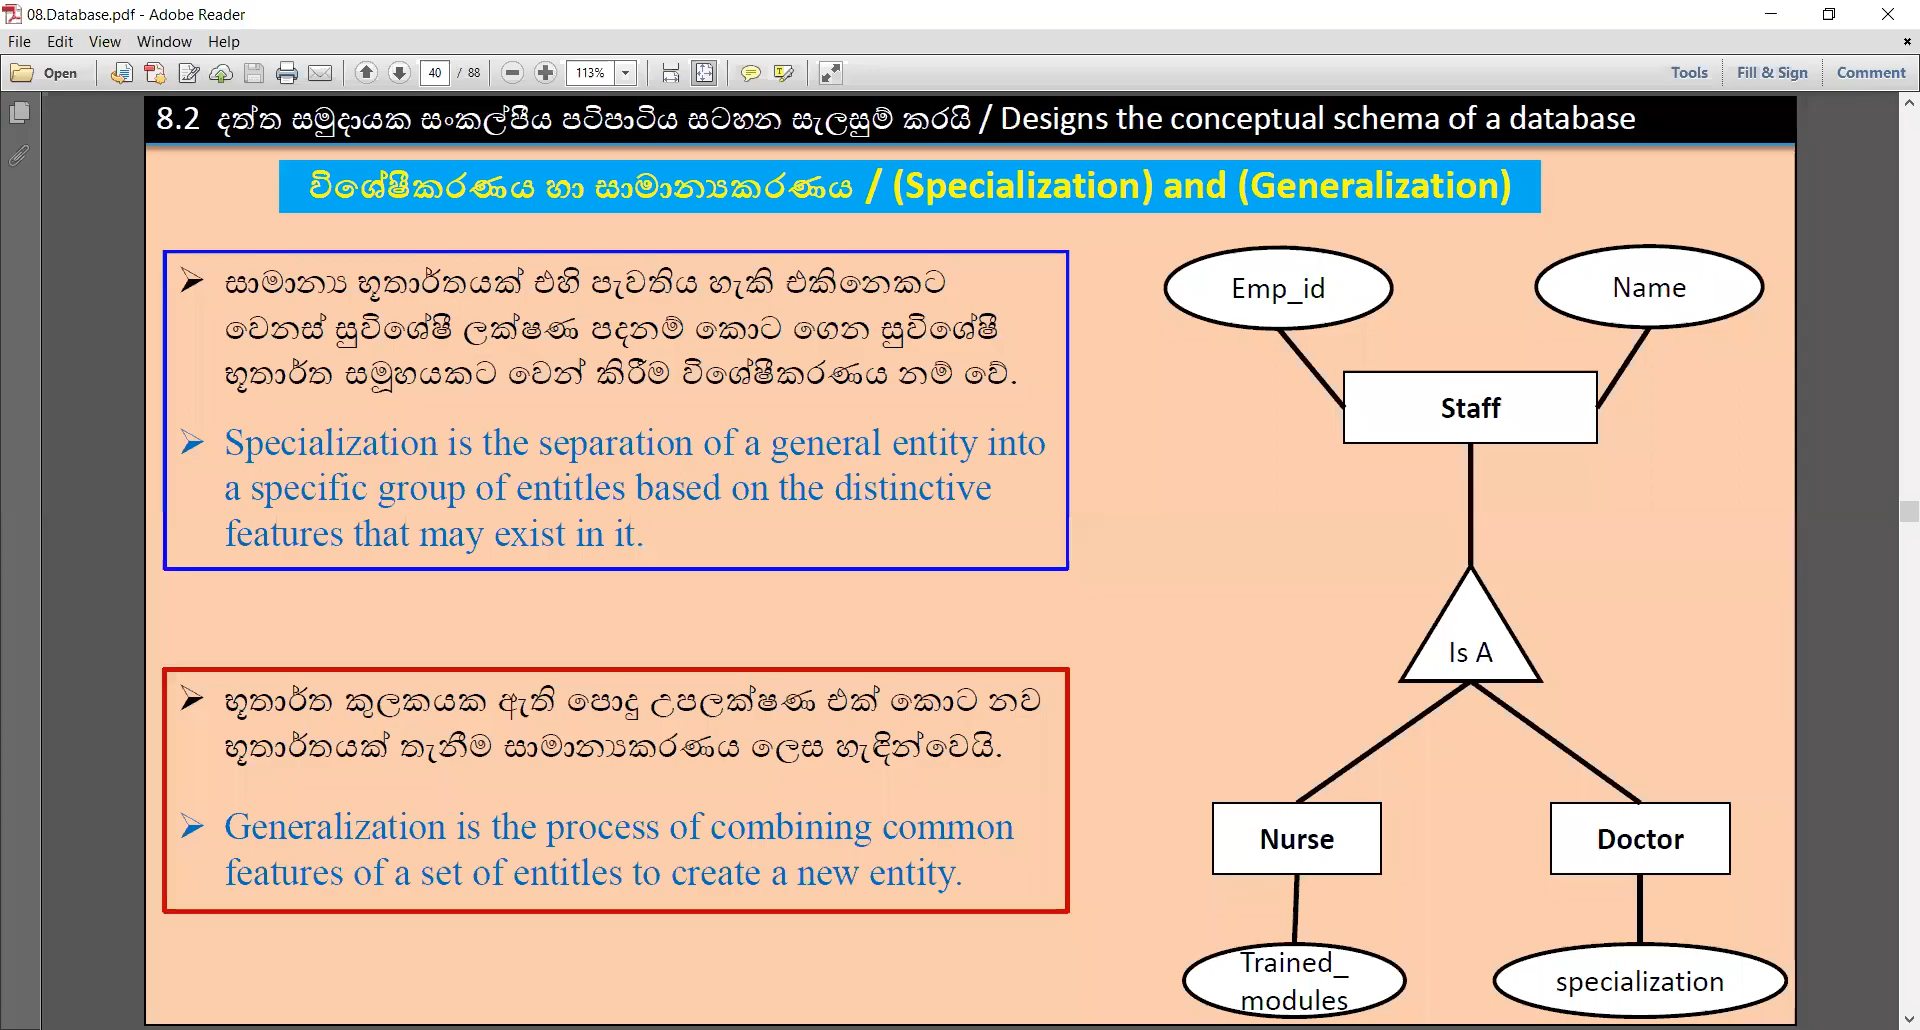 08.Database.pdf - Adobe Reader
File Edit View Window Help
Open 40 / 88 113% Tools Fill & Sign Comment
8.2 දත්ත සමුදායක සංකල්පීය පටිපාටිය සටහන සැලසුම් කරයි / Designs the conceptual schema of a database
විශේෂීකරණය හා සාමාන්‍යකරණය / (Specialization) and (Generalization)
සාමාන්‍ය භූතාර්තයක් එහි පැවතිය හැකි එකිනෙකට
වෙනස් සුවිශේෂී ලක්ෂණ පදනම් කොට ගෙන සුවිශේෂී
භූතාර්ත සමූහයකට වෙන් කිරීම විශේෂීකරණය නම් වේ.
Specialization is the separation of a general entity into
a specific group of entitles based on the distinctive
features that may exist in it.
භූතාර්ත කුලකයක ඇති පොදු උපලක්ෂණ එක් කොට නව
භූතාර්තයක් තැනීම සාමාන්‍යකරණය ලෙස හැඳින්වෙයි.
Generalization is the process of combining common
features of a set of entitles to create a new entity.
Emp_id
Name
Staff
Is A
Nurse
Doctor
Trained_
modules
specialization